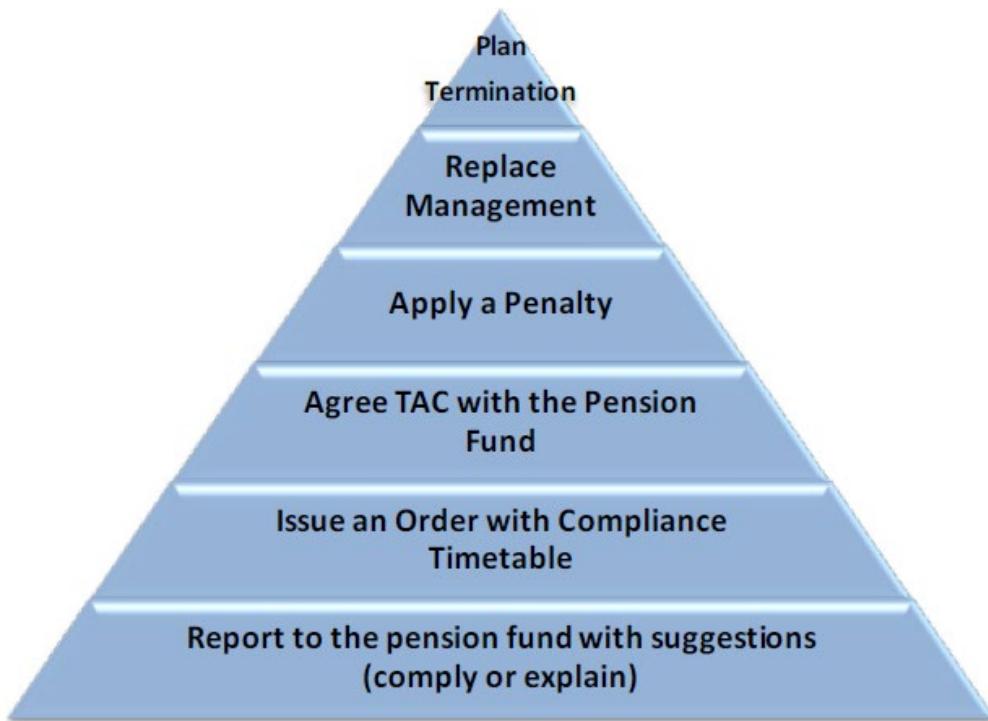 Plan
Termination
Replace
Management
Apply a Penalty
Agree TAC with the Pension
Fund
Issue an Order with Compliance
Timetable
Report to the pension fund with suggestions
(comply or explain)